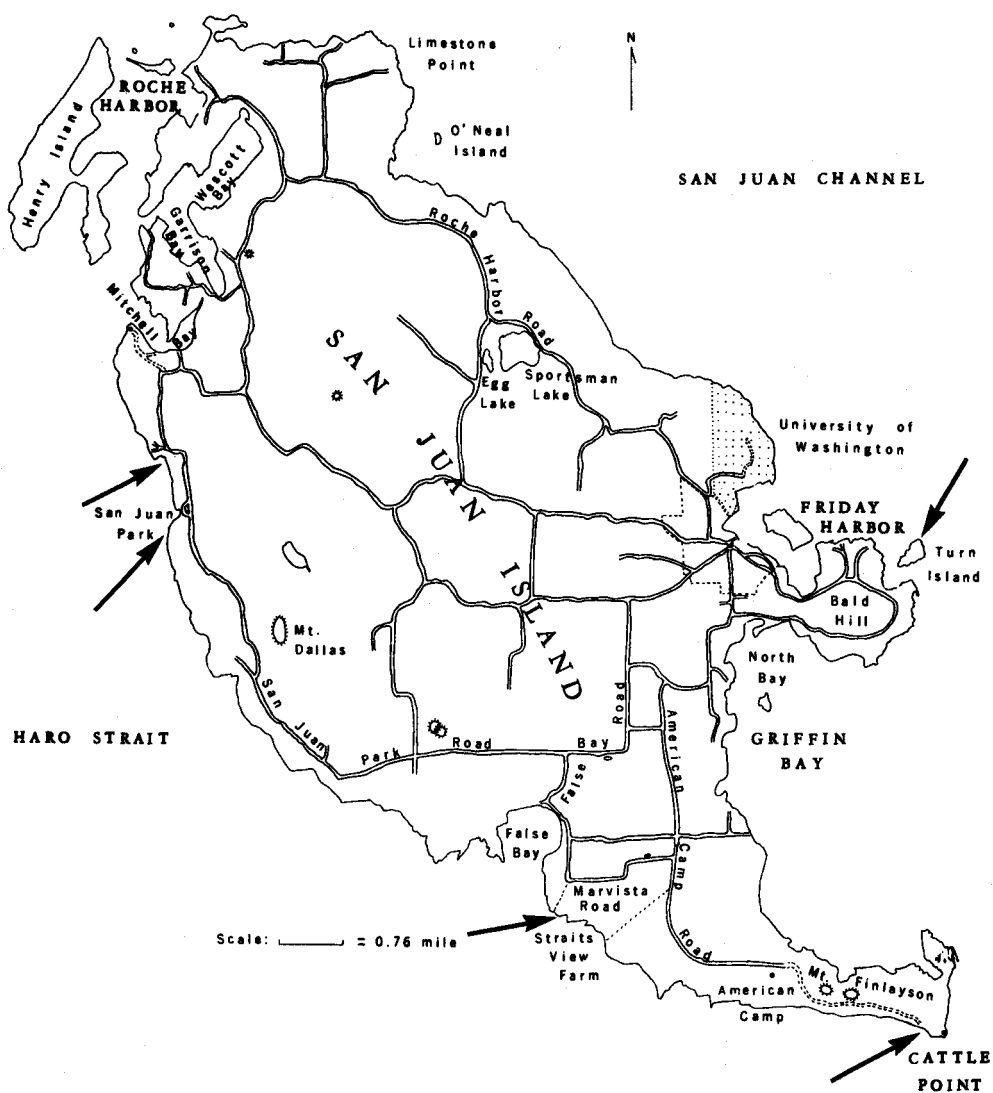 N
Limestone
Point
ROCHE
HARBOR
Henry Island
O'Neal
Island
Wescott
Bay
SAN JUAN CHANNEL
Garrison
Bay
Roche Harbor Road
Mitchell Bay
SAN JUAN ISLAND
Egg
Lake
Sportsman
Lake
University of
Washington
San Juan
Park
FRIDAY
HARBOR
Turn
Island
Bald
Hill
Mt.
Dallas
North
Bay
San Juan Park Road
False Bay Road
American Camp Road
HARO STRAIT
GRIFFIN
BAY
False
Bay
Marvista
Road
Scale: = 0.76 mile
Straits
View
Farm
American
Camp
Mt. Finlayson
CATTLE
POINT